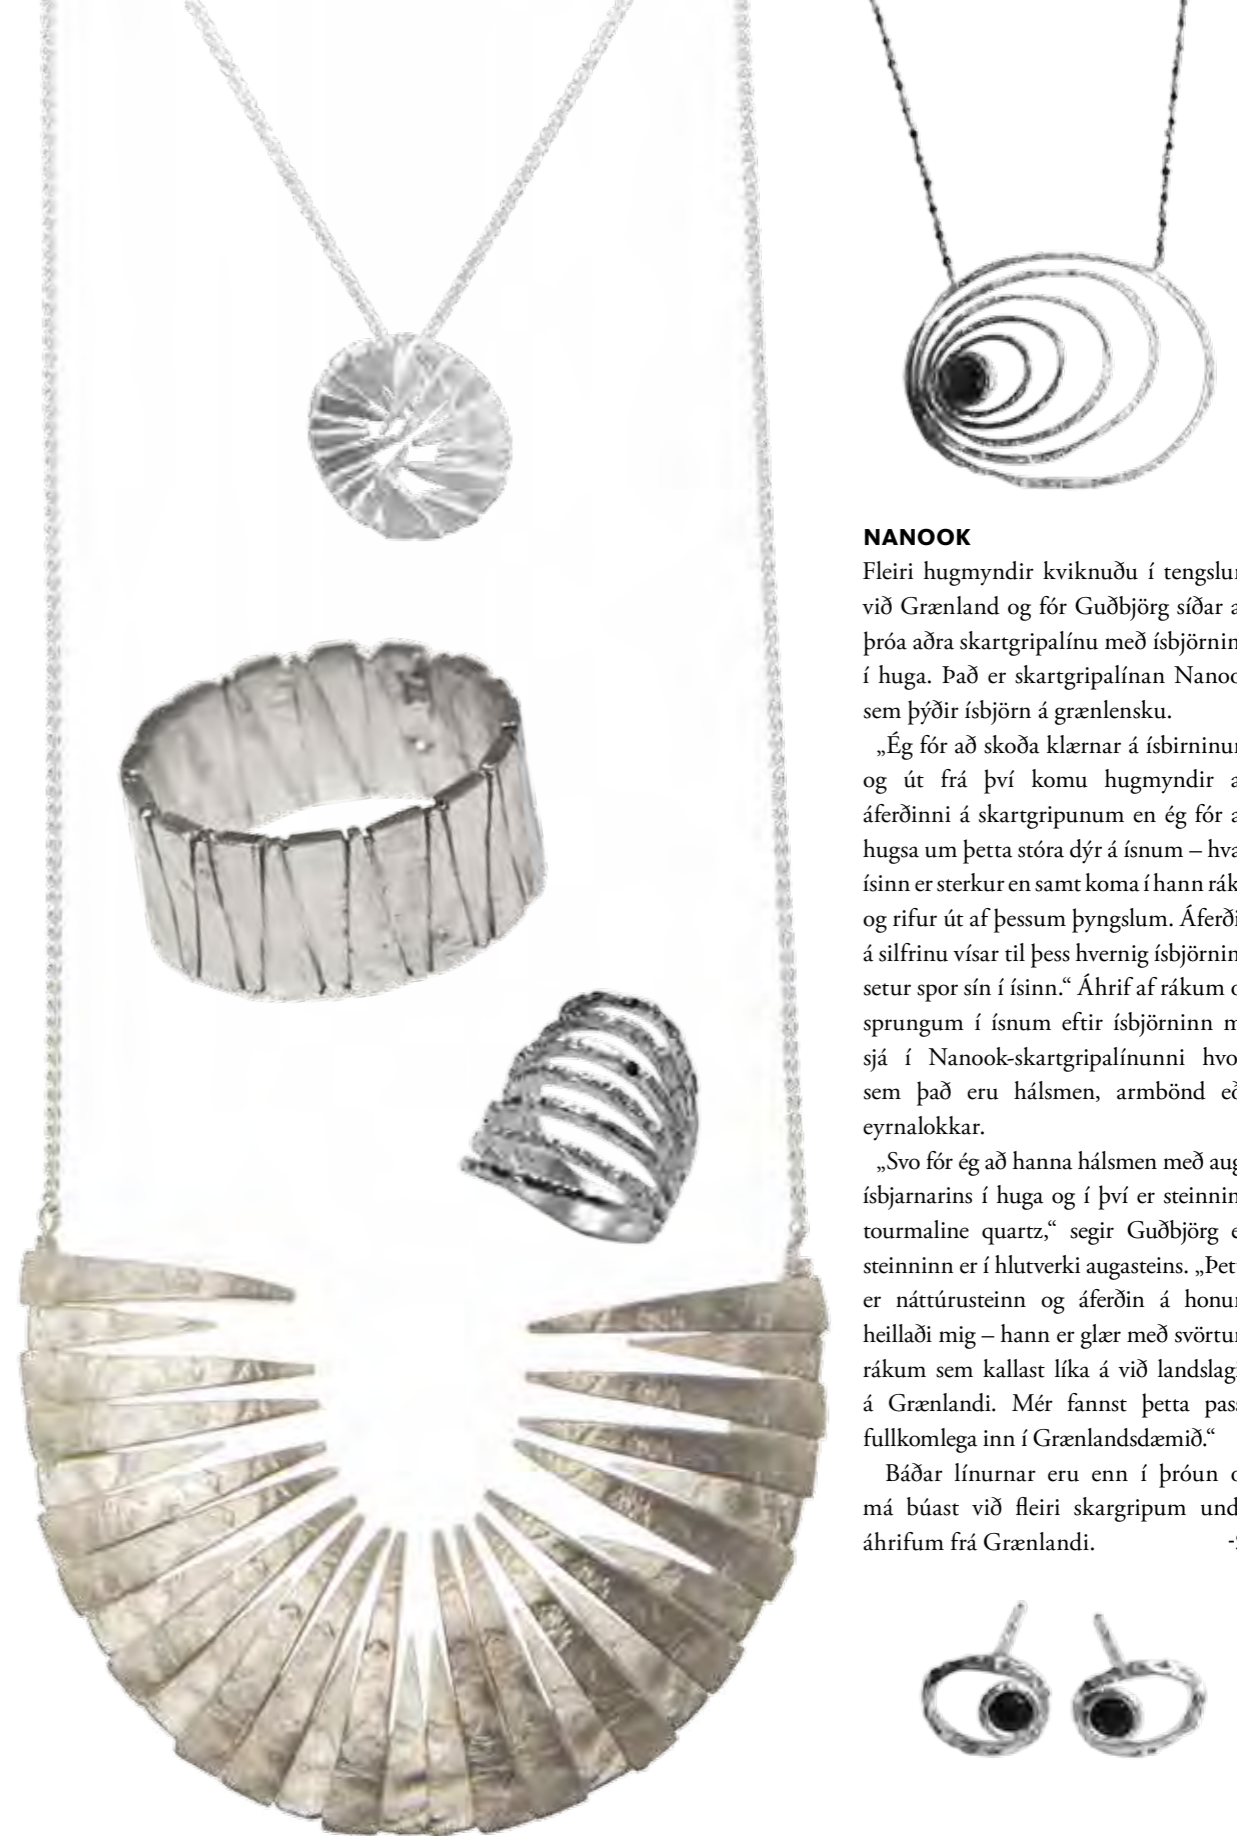 NANOOK
Fleiri hugmyndir kviknuðu í tengslu
við Grænland og fór Guðbjörg síðar a
þróa aðra skartgripalínu með ísbjörnin
í huga. Það er skartgripalínan Nanoo
sem þýðir ísbjörn á grænlensku.
„Ég fór að skoða klærnar á ísbirninu
og út frá því komu hugmyndir a
áferðinni á skartgripunum en ég fór a
hugsa um þetta stóra dýr á ísnum – hva
ísinn er sterkur en samt koma í hann rák
og rifur út af þessum þyngslum. Áferði
á silfrinu vísar til þess hvernig ísbjörnin
setur spor sín í ísinn.“ Áhrif af rákum o
sprungum í ísnum eftir ísbjörninn m
sjá í Nanook-skartgripalínunni hvo
sem það eru hálsmen, armbönd eð
eyrnalokkar.
„Svo fór ég að hanna hálsmen með aug
ísbjarnarins í huga og í því er steinnin
tourmaline quartz,“ segir Guðbjörg e
steinninn er í hlutverki augasteins. „Þett
er náttúrusteinn og áferðin á honu
heillaði mig – hann er glær með svörtu
rákum sem kallast líka á við landslagi
á Grænlandi. Mér fannst þetta pass
fullkomlega inn í Grænlandsdæmið.“
Báðar línurnar eru enn í þróun o
má búast við fleiri skargripum und
áhrifum frá Grænlandi.